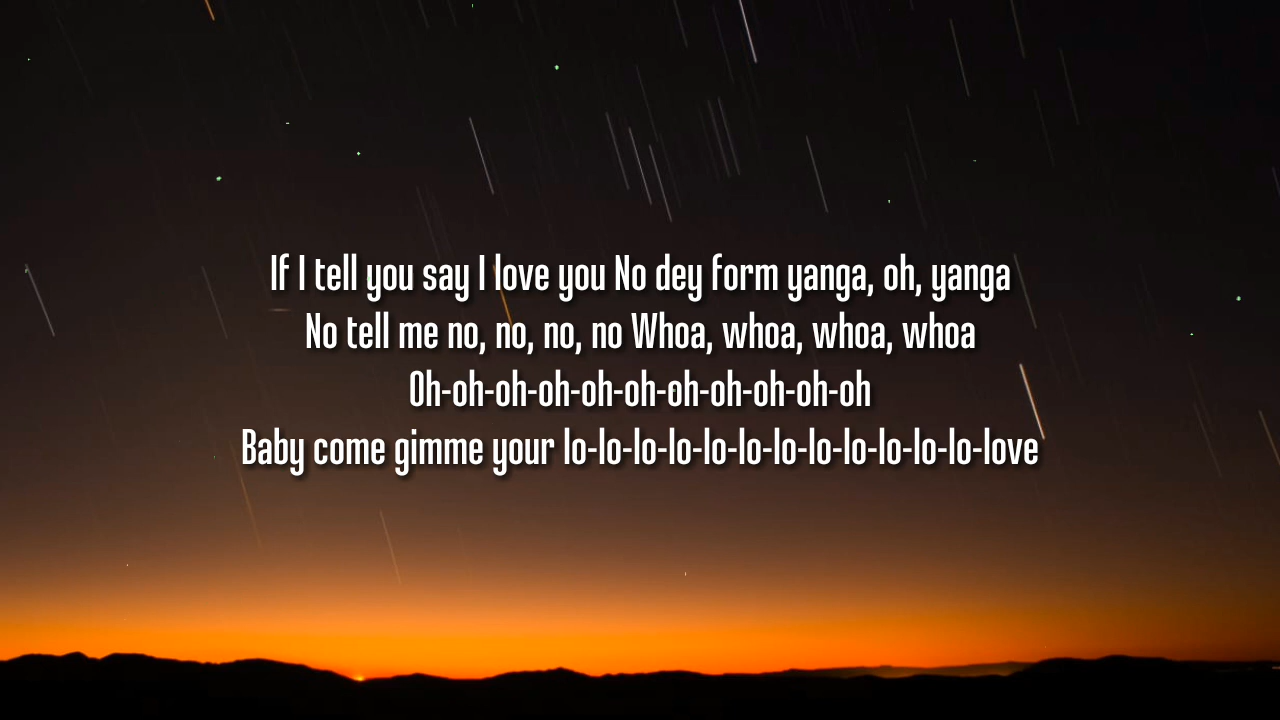 If I tell you say I love you No dey form yanga, oh, yanga
No tell me no, no, no, no Whoa, whoa, whoa, whoa
Oh-oh-oh-oh-oh-oh-oh-oh-oh-oh-oh
Baby come gimme your lo-lo-lo-lo-lo-lo-lo-lo-lo-lo-lo-lo-love